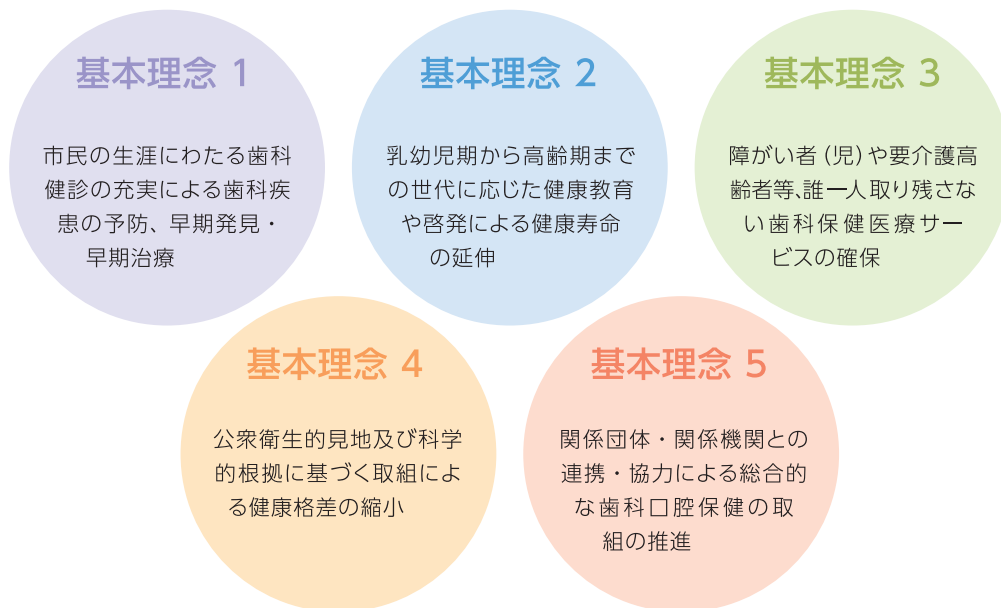 基本理念 1
市民の生涯にわたる歯科
健診の充実による歯科疾
患の予防、早期発見・
早期治療
基本理念 2
乳幼児期から高齢期まで
の世代に応じた健康教育
や啓発による健康寿命
の延伸
基本理念 3
障がい者(児)や要介護高
齢者等、誰一人取り残さな
い歯科保健医療サー
ビスの確保
基本理念 4
公衆衛生的見地及び科学
的根拠に基づく取組によ
る健康格差の縮小
基本理念 5
関係団体・関係機関との
連携・協力による総合的
な歯科口腔保健の取
組の推進